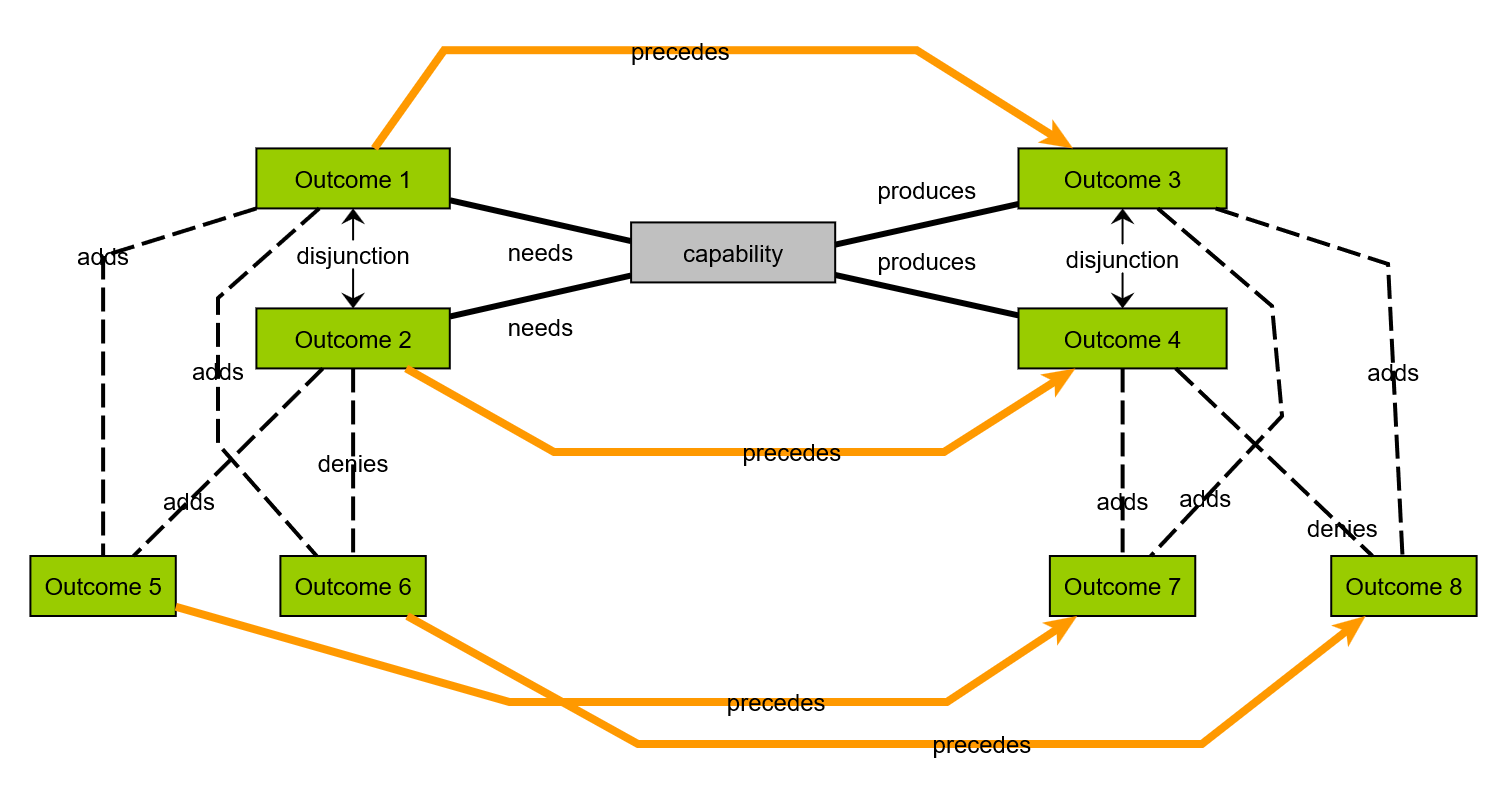 precedes
Outcome 1
Outcome 3
produces
adds
disjunction
needs
capability
produces
disjunction
needs
Outcome 2
Outcome 4
adds
adds
precedes
denies
adds
adds
adds
denies
Outcome 5
Outcome 6
Outcome 7
Outcome 8
precedes
precedes